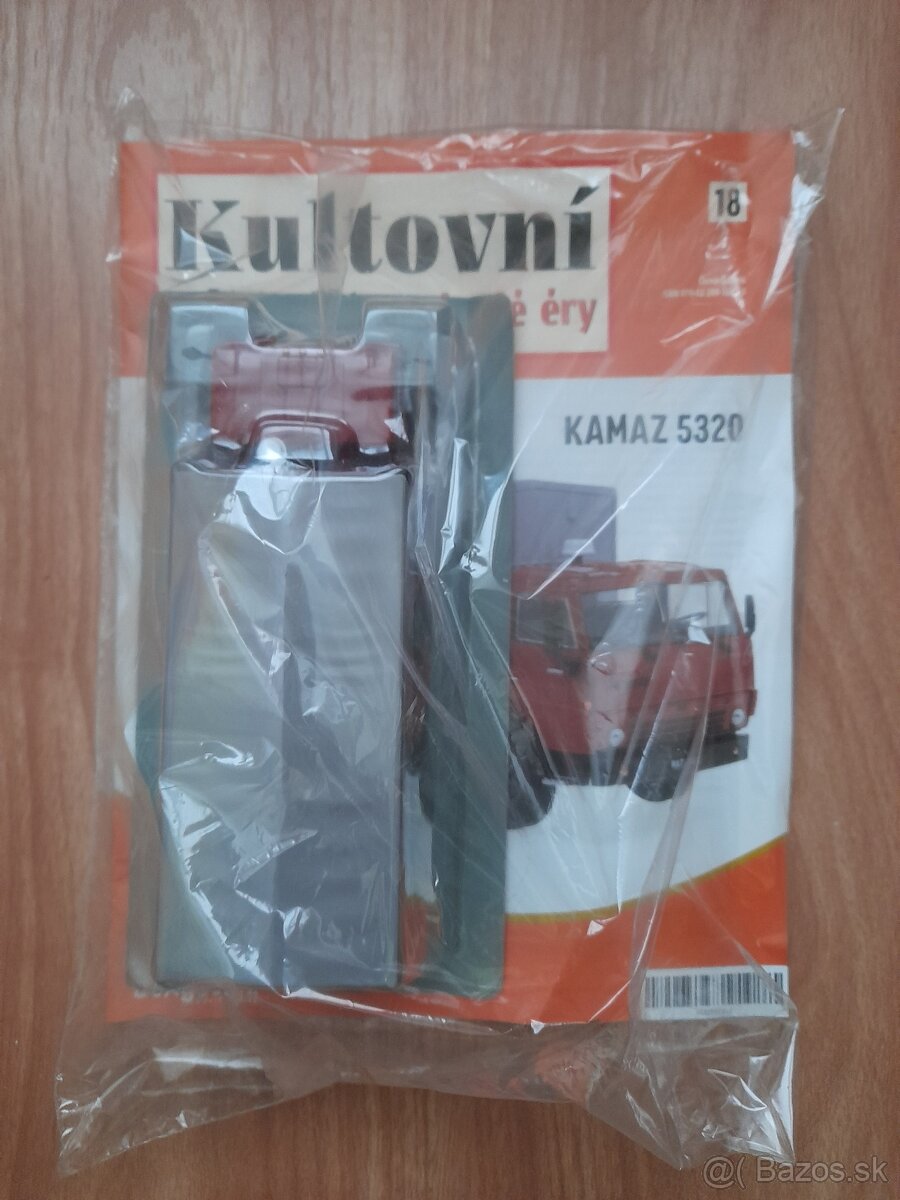 Kultovní
18
é éry
KAMAZ 5320
@( Bazos.sk